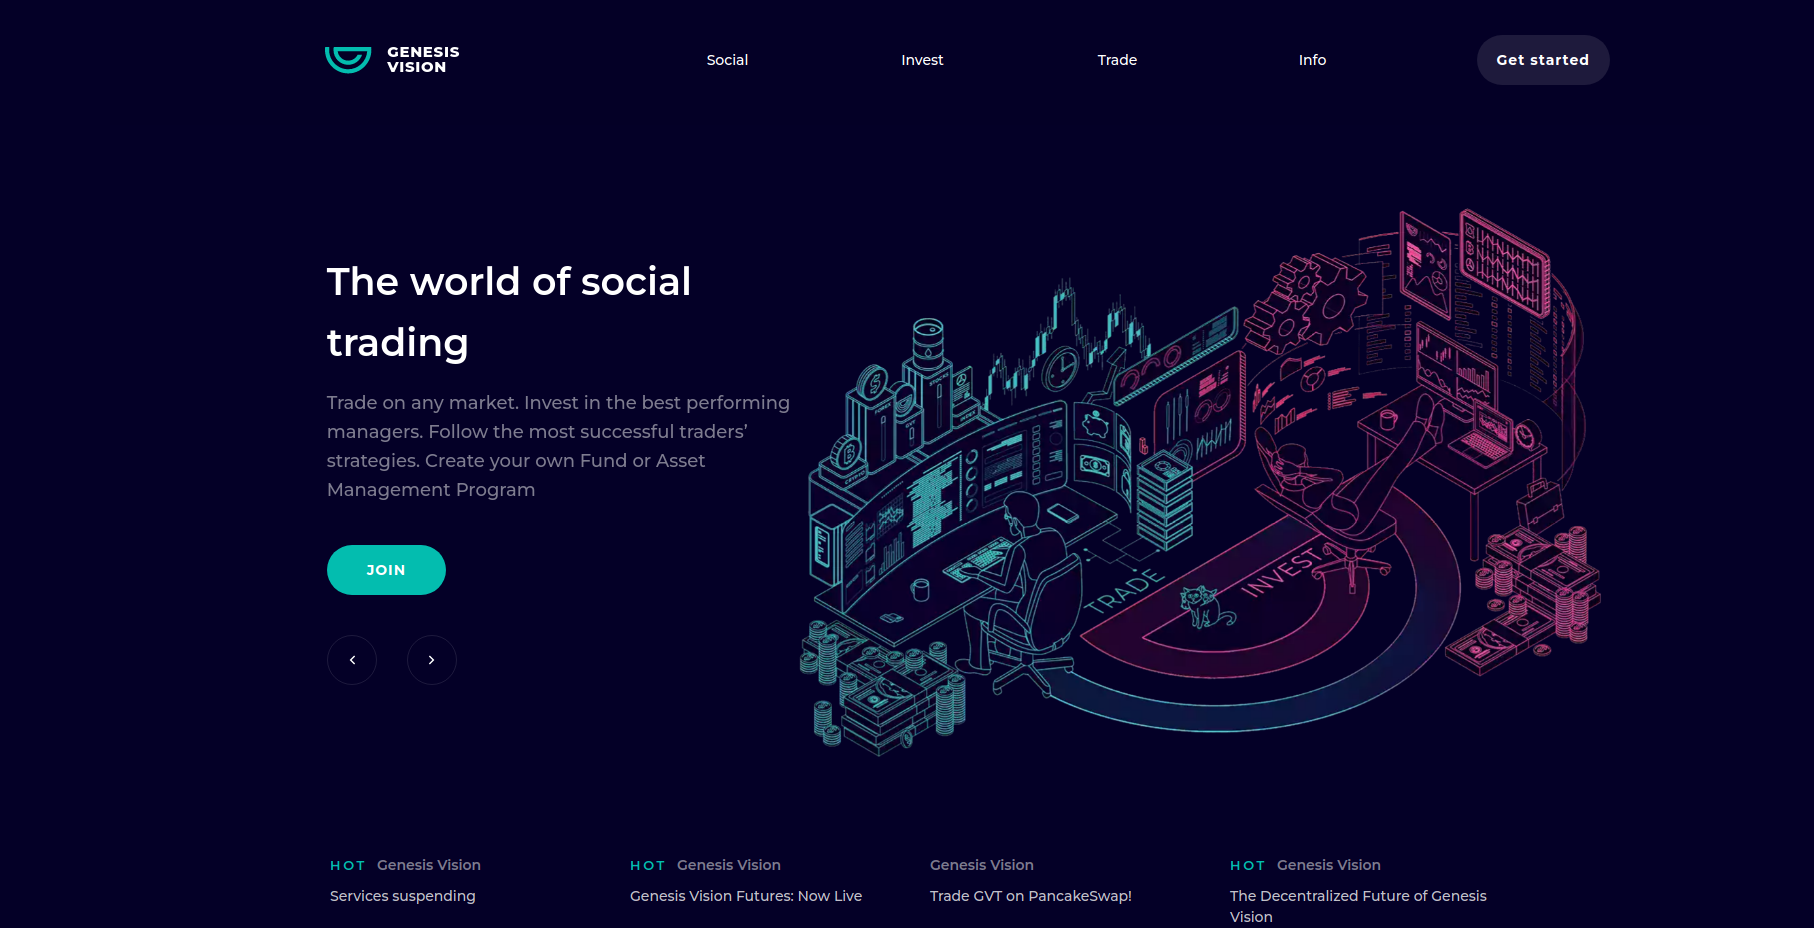 GENESIS
VISION
Social
Invest
Trade
Info
Get started
The world of social
trading
Trade on any market. Invest in the best performing
managers. Follow the most successful traders’
strategies. Create your own Fund or Asset
Management Program
JOIN
TRADE
INVEST
HOT Genesis Vision
Services suspending
HOT Genesis Vision
Genesis Vision Futures: Now Live
Genesis Vision
Trade GVT on PancakeSwap!
HOT Genesis Vision
The Decentralized Future of Genesis
Vision